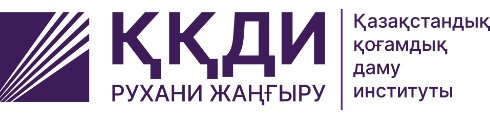 ҚҚДИ
РУХАНИ ЖАҢҒЫРУ
Қазақстандық
қоғамдық
даму
институты